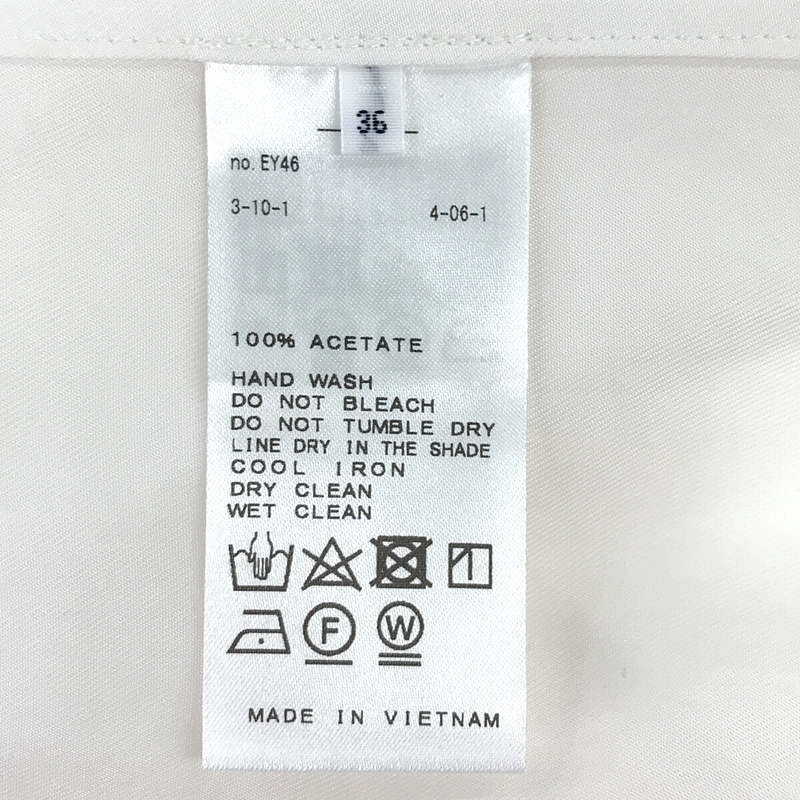 36
no. EY46
3-10-1 4-06-1
100% ACETATE
HAND WASH
DO NOT BLEACH
DO NOT TUMBLE DRY
LINE DRY IN THE SHADE
COOL IRON
DRY CLEAN
WET CLEAN
F W
MADE IN VIETNAM